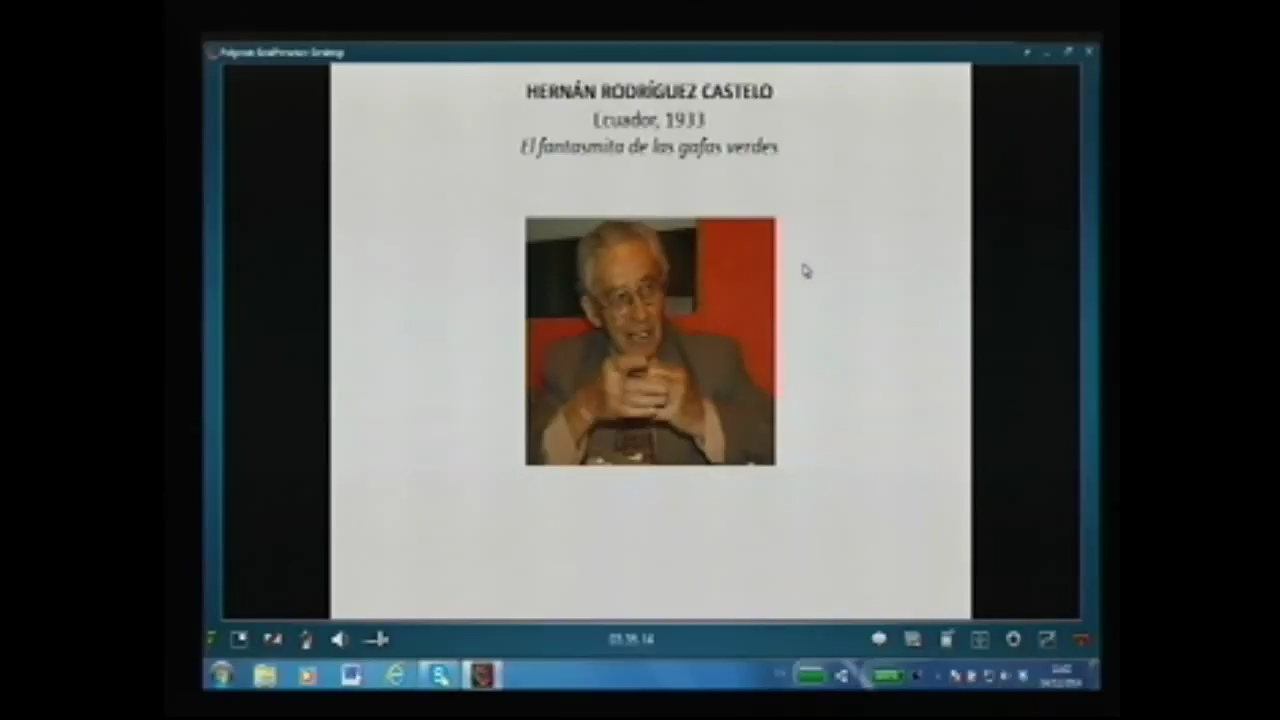 HERNÁN RODRÍGUEZ CASTELO
Ecuador, 1933
El fantasmita de las gafas verdes